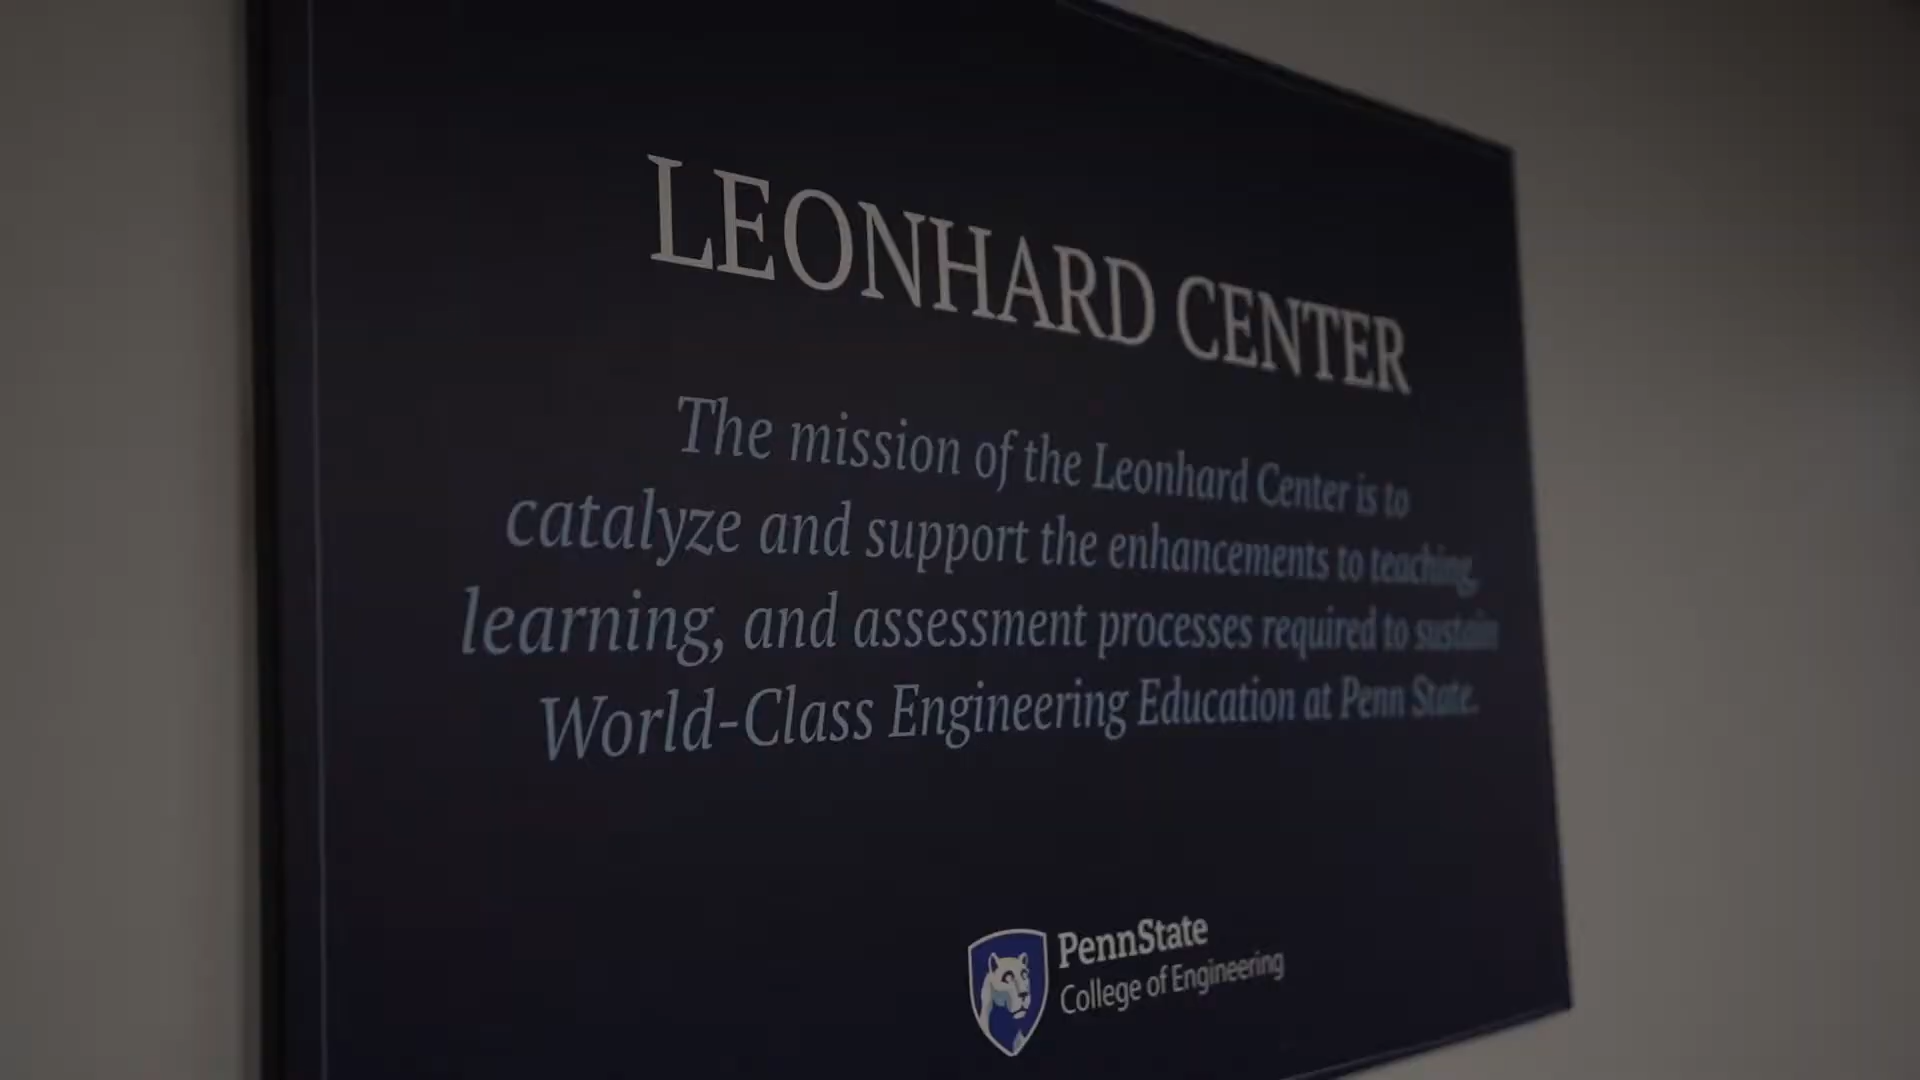 LEONHARD CENTER
The mission of the Leonhard Center is to
catalyze and support the enhancements to teaching,
learning, and assessment processes required to sustain
World-Class Engineering Education at Penn State.
PennState
College of Engineering